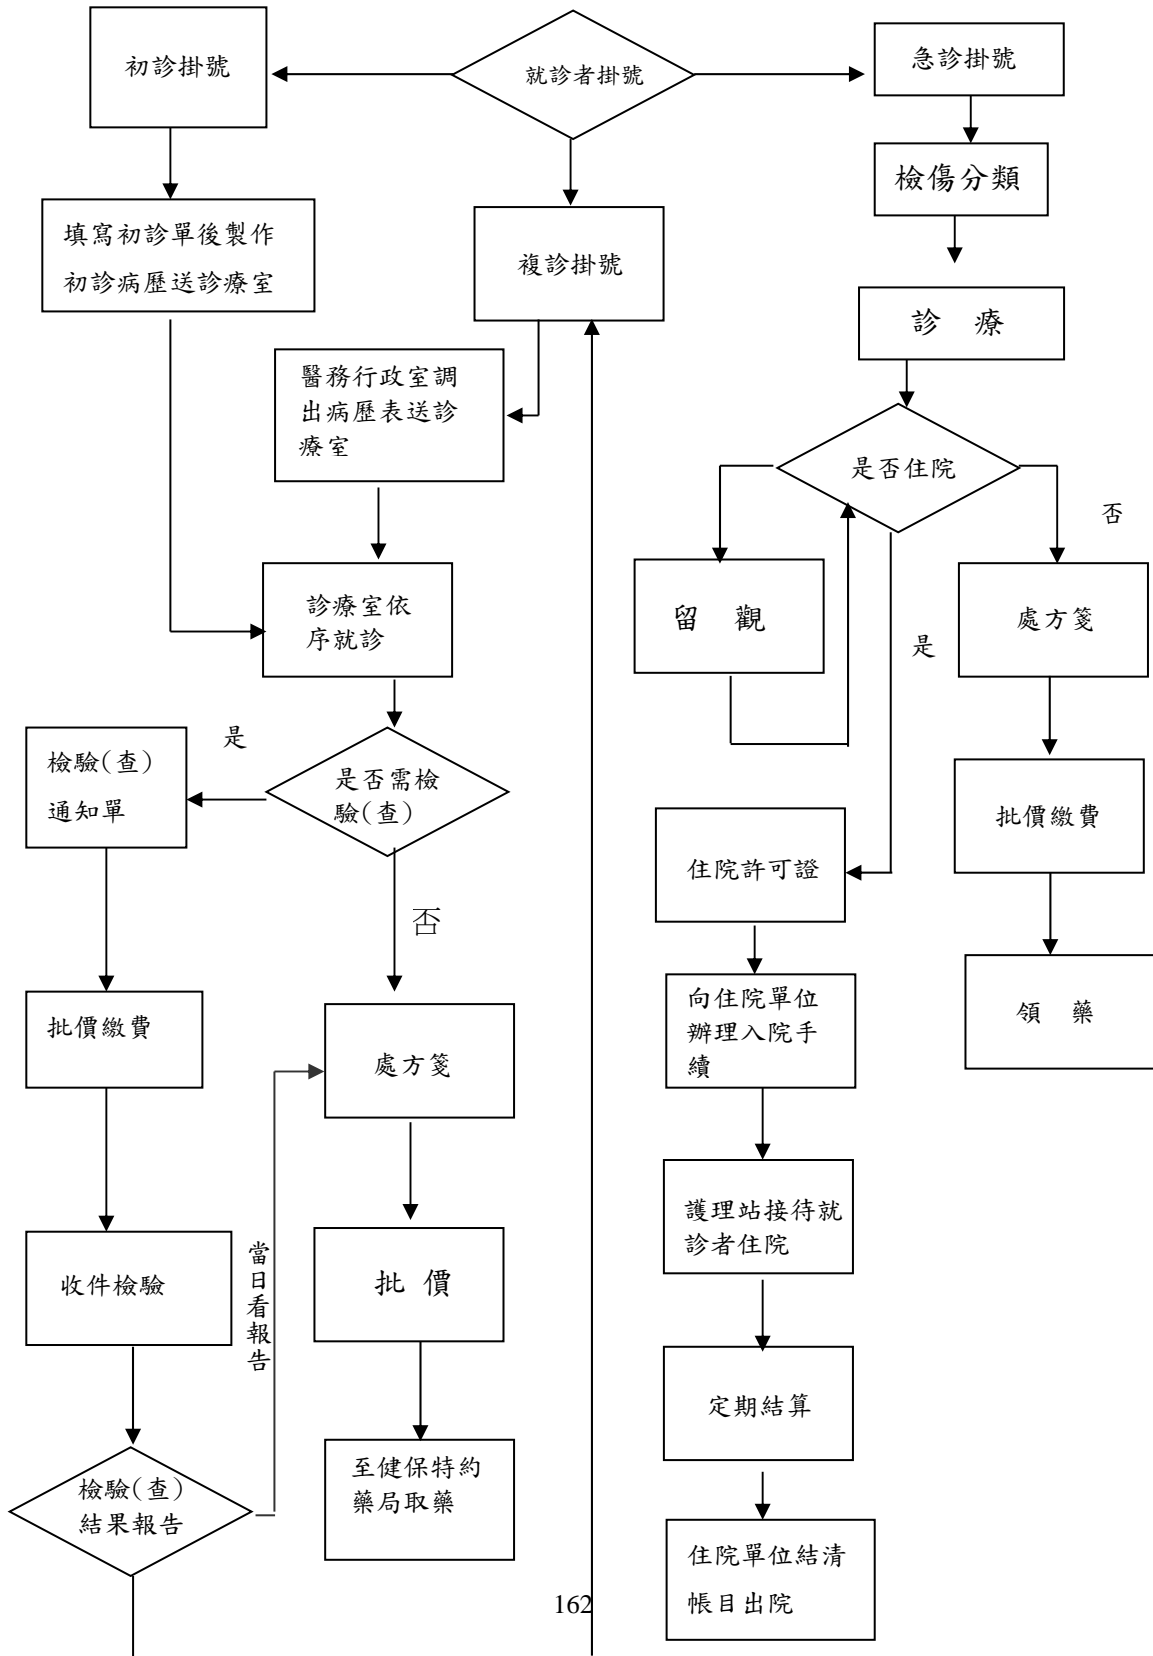 初診掛號
就診者掛號
急診掛號
檢傷分類
填寫初診單後製作
初診病歷送診療室
複診掛號
診　療
醫務行政室調
出病歷表送診
療室
是否住院
否
診療室依
序就診
留　觀
是
處方箋
是
檢驗(查)
通知單
是否需檢
驗(查)
住院許可證
批價繳費
否
批價繳費
處方箋
向住院單位
辦理入院手
續
領　藥
收件檢驗
當日看報告
批 價
護理站接待就
診者住院
定期結算
檢驗(查)
結果報告
至健保特約
藥局取藥
住院單位結清
帳目出院
162